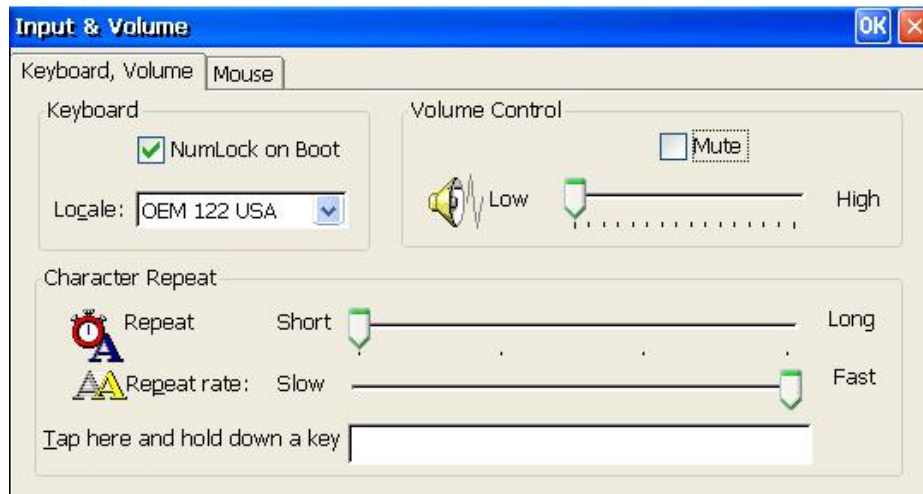 Input & Volume OK
Keyboard, Volume Mouse
Keyboard
NumLock on Boot
Locale: OEM 122 USA
Volume Control
Mute
Low High
Character Repeat
Repeat Short Long
Repeat rate: Slow Fast
Tap here and hold down a key